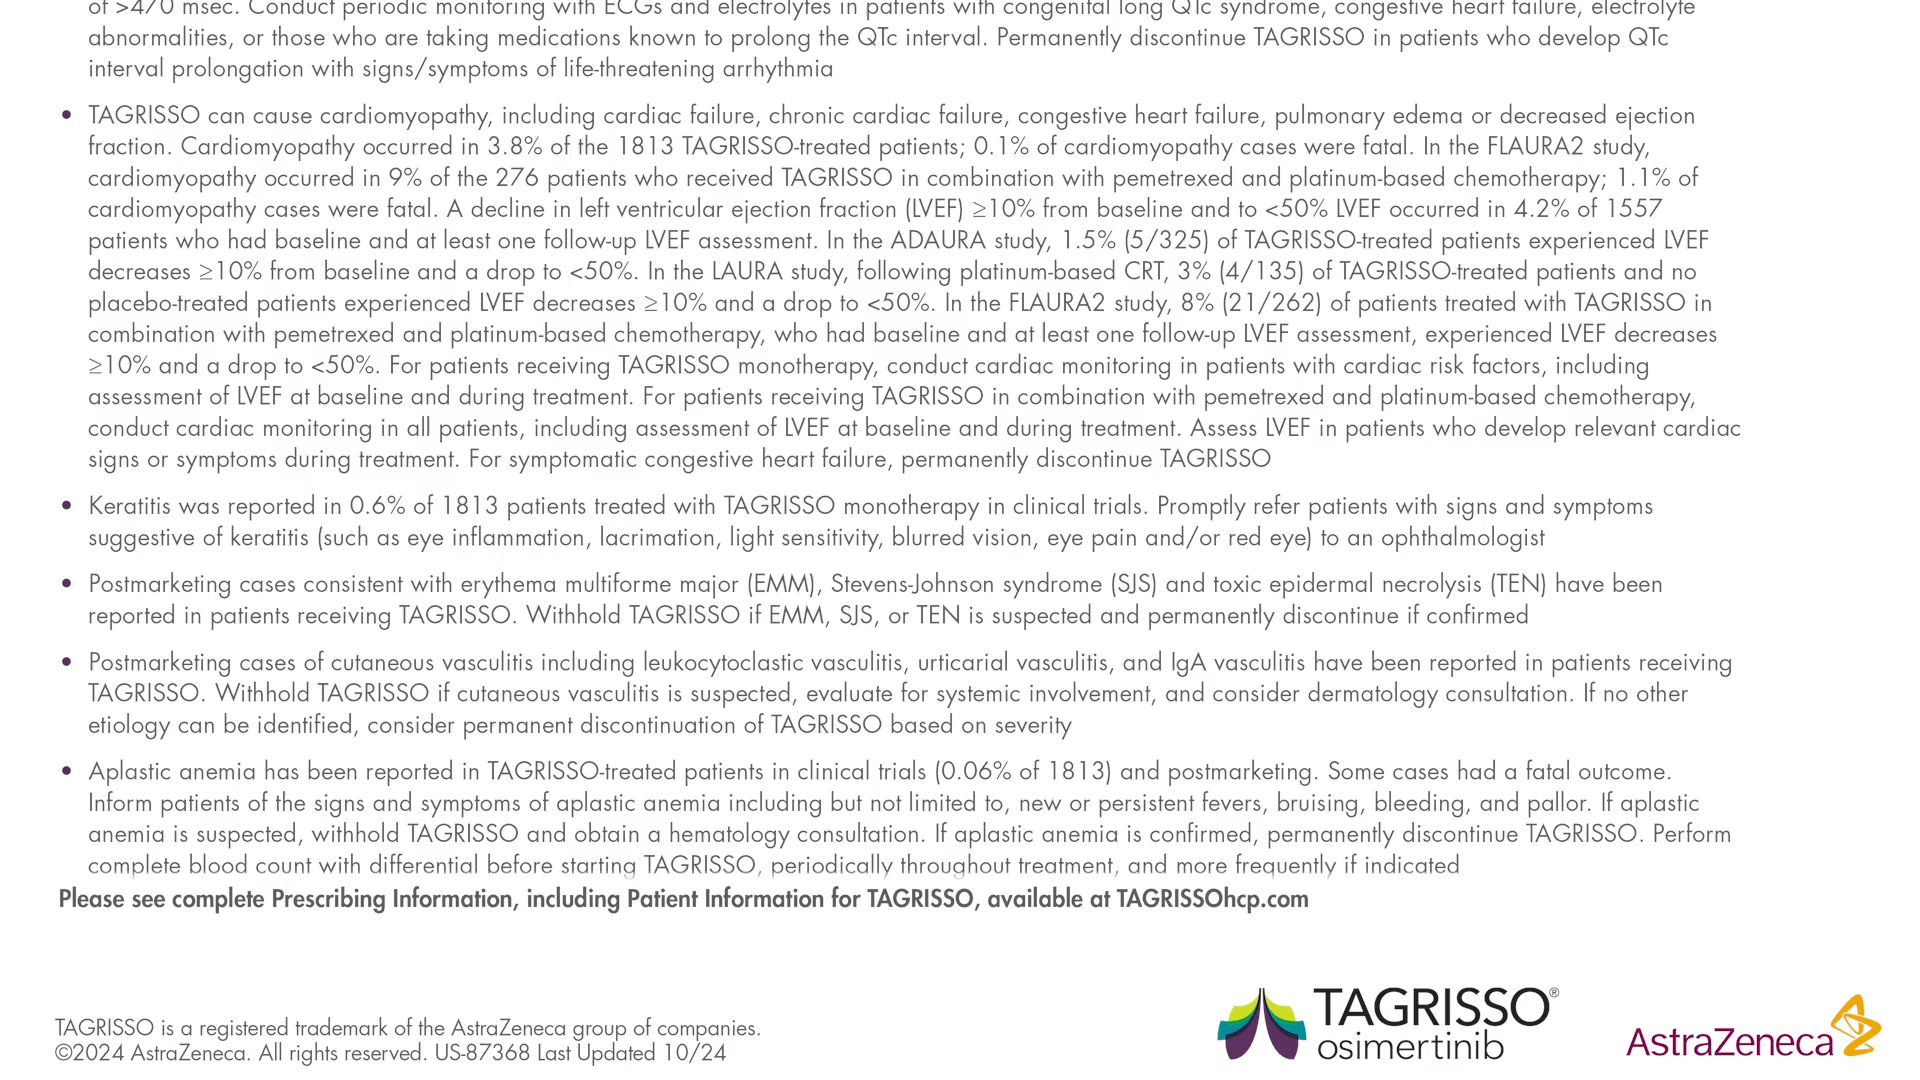 of >470 msec. Conduct periodic monitoring with ECGs and electrolytes in patients with congenital long QTc syndrome, congestive heart failure, electrolyte
abnormalities, or those who are taking medications known to prolong the QTc interval. Permanently discontinue TAGRISSO in patients who develop QTc
interval prolongation with signs/symptoms of life-threatening arrhythmia
• TAGRISSO can cause cardiomyopathy, including cardiac failure, chronic cardiac failure, congestive heart failure, pulmonary edema or decreased ejection
fraction. Cardiomyopathy occurred in 3.8% of the 1813 TAGRISSO-treated patients; 0.1% of cardiomyopathy cases were fatal. In the FLAURA2 study,
cardiomyopathy occurred in 9% of the 276 patients who received TAGRISSO in combination with pemetrexed and platinum-based chemotherapy; 1.1% of
cardiomyopathy cases were fatal. A decline in left ventricular ejection fraction (LVEF) ≥10% from baseline and to <50% LVEF occurred in 4.2% of 1557
patients who had baseline and at least one follow-up LVEF assessment. In the ADAURA study, 1.5% (5/325) of TAGRISSO-treated patients experienced LVEF
decreases ≥10% from baseline and a drop to <50%. In the LAURA study, following platinum-based CRT, 3% (4/135) of TAGRISSO-treated patients and no
placebo-treated patients experienced LVEF decreases ≥10% and a drop to <50%. In the FLAURA2 study, 8% (21/262) of patients treated with TAGRISSO in
combination with pemetrexed and platinum-based chemotherapy, who had baseline and at least one follow-up LVEF assessment, experienced LVEF decreases
≥10% and a drop to <50%. For patients receiving TAGRISSO monotherapy, conduct cardiac monitoring in patients with cardiac risk factors, including
assessment of LVEF at baseline and during treatment. For patients receiving TAGRISSO in combination with pemetrexed and platinum-based chemotherapy,
conduct cardiac monitoring in all patients, including assessment of LVEF at baseline and during treatment. Assess LVEF in patients who develop relevant cardiac
signs or symptoms during treatment. For symptomatic congestive heart failure, permanently discontinue TAGRISSO
• Keratitis was reported in 0.6% of 1813 patients treated with TAGRISSO monotherapy in clinical trials. Promptly refer patients with signs and symptoms
suggestive of keratitis (such as eye inflammation, lacrimation, light sensitivity, blurred vision, eye pain and/or red eye) to an ophthalmologist
• Postmarketing cases consistent with erythema multiforme major (EMM), Stevens-Johnson syndrome (SJS) and toxic epidermal necrolysis (TEN) have been
reported in patients receiving TAGRISSO. Withhold TAGRISSO if EMM, SJS, or TEN is suspected and permanently discontinue if confirmed
• Postmarketing cases of cutaneous vasculitis including leukocytoclastic vasculitis, urticarial vasculitis, and IgA vasculitis have been reported in patients receiving
TAGRISSO. Withhold TAGRISSO if cutaneous vasculitis is suspected, evaluate for systemic involvement, and consider dermatology consultation. If no other
etiology can be identified, consider permanent discontinuation of TAGRISSO based on severity
• Aplastic anemia has been reported in TAGRISSO-treated patients in clinical trials (0.06% of 1813) and postmarketing. Some cases had a fatal outcome.
Inform patients of the signs and symptoms of aplastic anemia including but not limited to, new or persistent fevers, bruising, bleeding, and pallor. If aplastic
anemia is suspected, withhold TAGRISSO and obtain a hematology consultation. If aplastic anemia is confirmed, permanently discontinue TAGRISSO. Perform
complete blood count with differential before starting TAGRISSO, periodically throughout treatment, and more frequently if indicated
Please see complete Prescribing Information, including Patient Information for TAGRISSO, available at TAGRISSOhcp.com
TAGRISSO is a registered trademark of the AstraZeneca group of companies.
©2024 AstraZeneca. All rights reserved. US-87368 Last Updated 10/24
TAGRISSO®
osimertinib
AstraZeneca